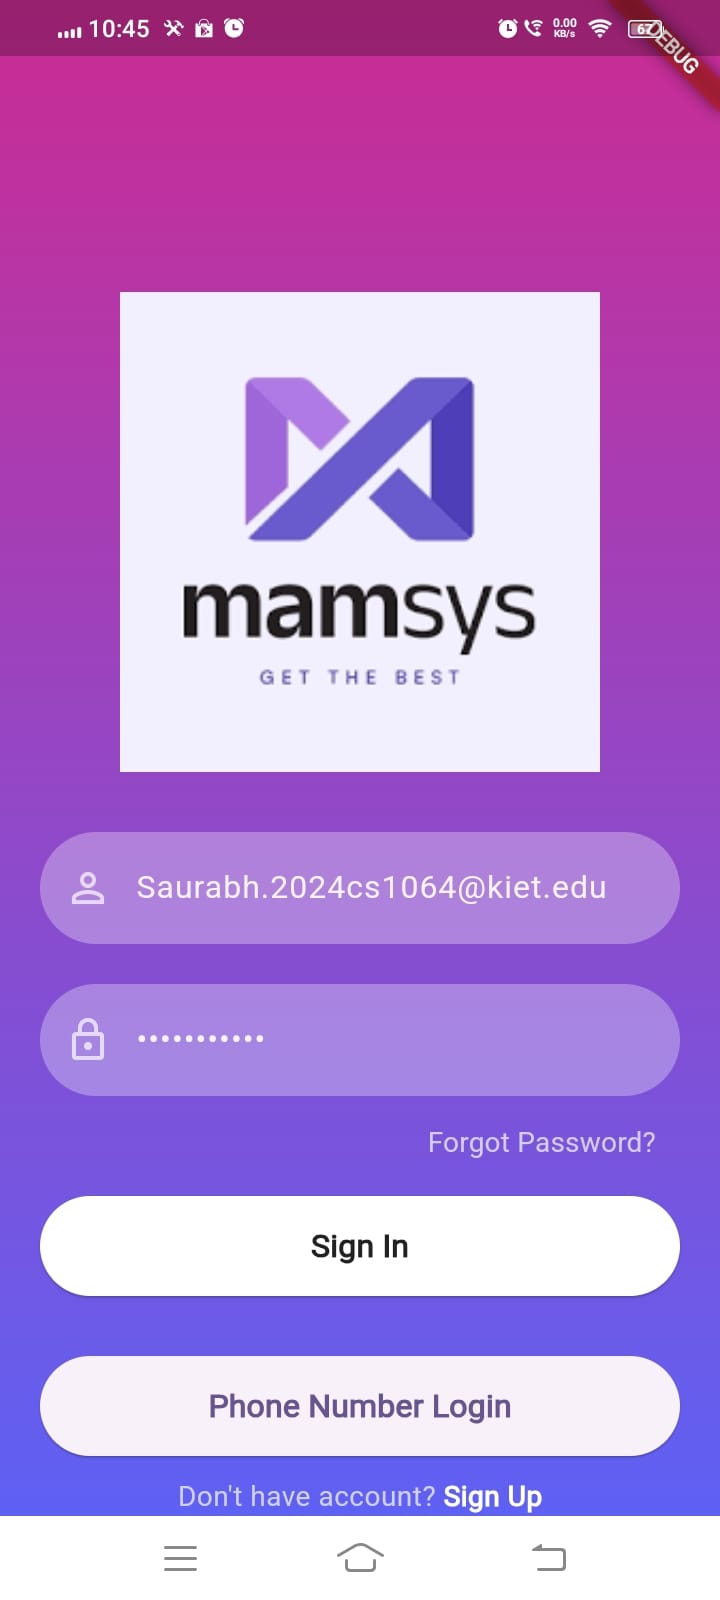 10:45
0.00
KB/s
67
DEBUG
mamsys
GET THE BEST
Saurabh.2024cs1064@kiet.edu
•••••••••••
Forgot Password?
Sign In
Phone Number Login
Don't have account? Sign Up